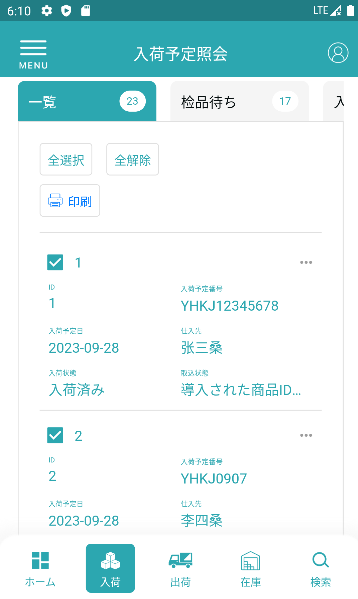 6:10 LTE
MENU 入荷予定照会
一覧 23 検品待ち 17 入
全選択 全解除
印刷
1
ID 入荷予定番号
1 YHKJ12345678
入荷予定日 仕入先
2023-09-28 张三桑
入荷状態 取込状態
入荷済み 導入された商品ID...
2
ID 入荷予定番号
2 YHKJ0907
入荷予定日 仕入先
2023-09-28 李四桑
ホーム 入荷 出荷 在庫 検索